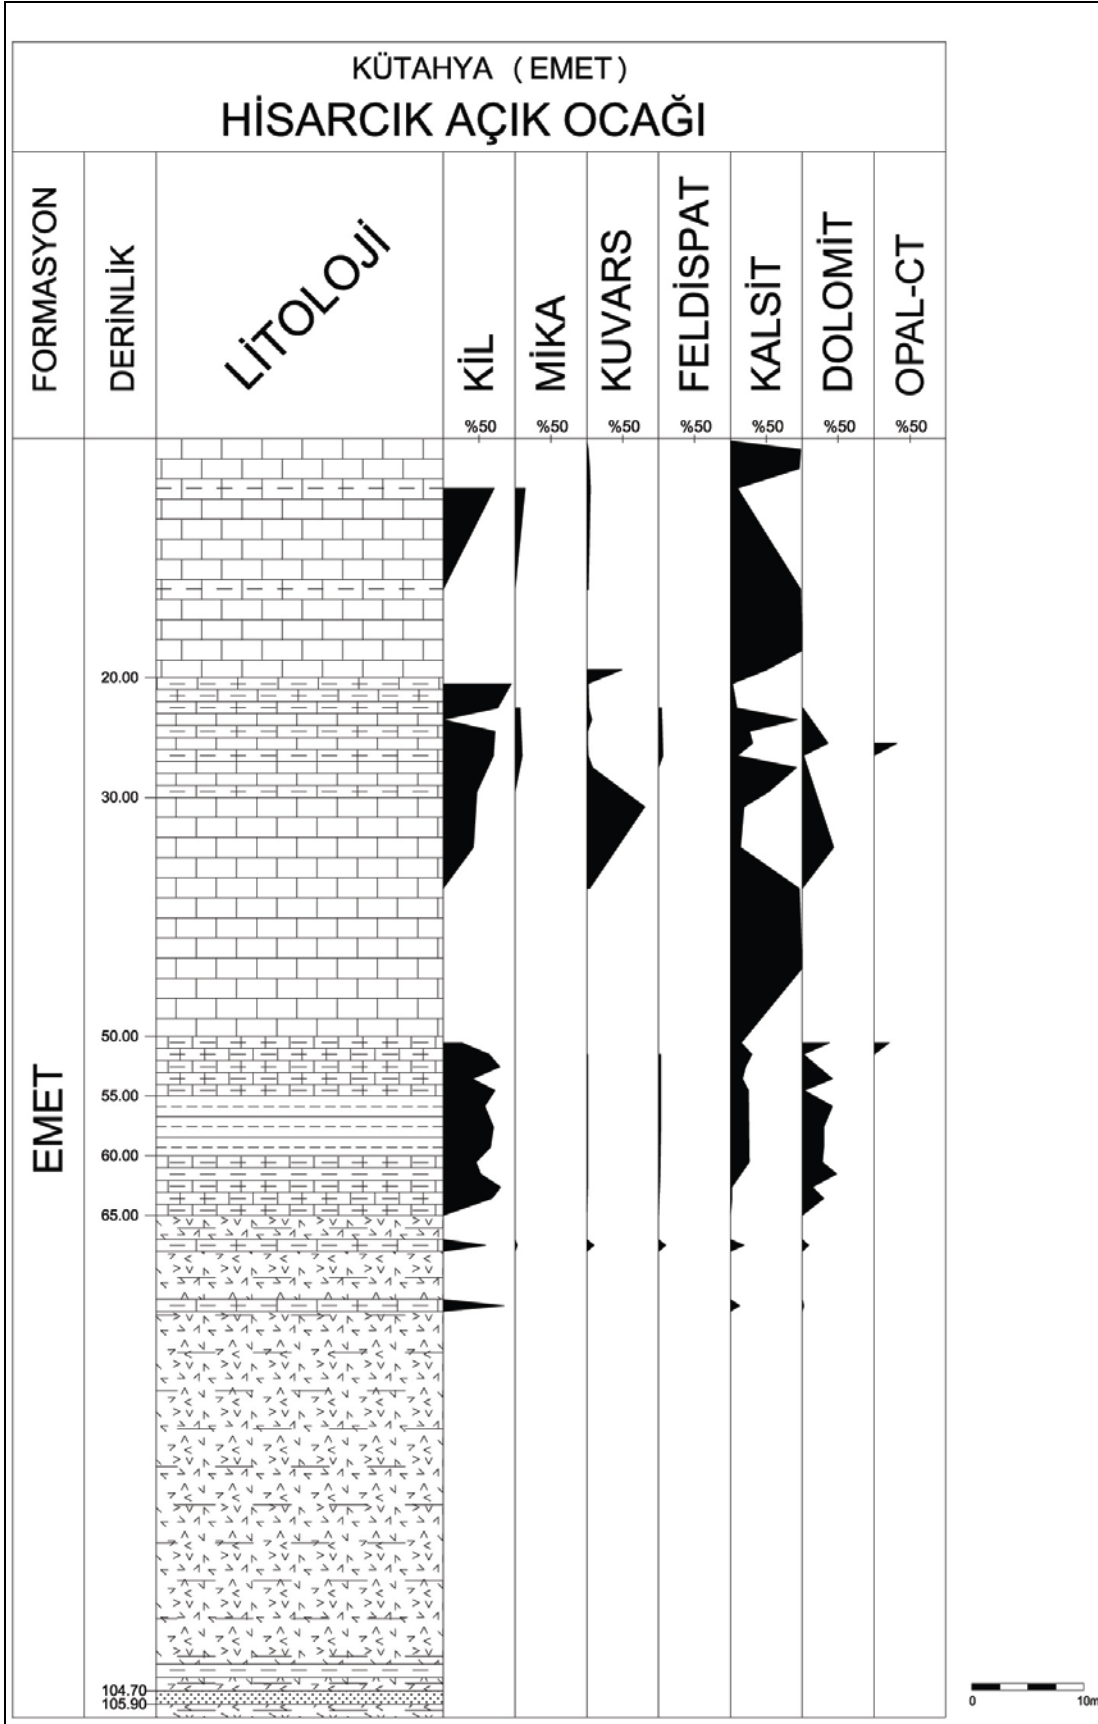 KÜTAHYA ( EMET )
HİSARCIK AÇIK OCAĞI
FORMASYON
DERİNLİK
LİTOLOJİ
KİL
MİKA
KUVARS
FELDİSPAT
KALSİT
DOLOMİT
OPAL-CT
%50 %50 %50 %50 %50 %50 %50
20.00
30.00
50.00
55.00
EMET
60.00
65.00
104.70
105.90
0 10m